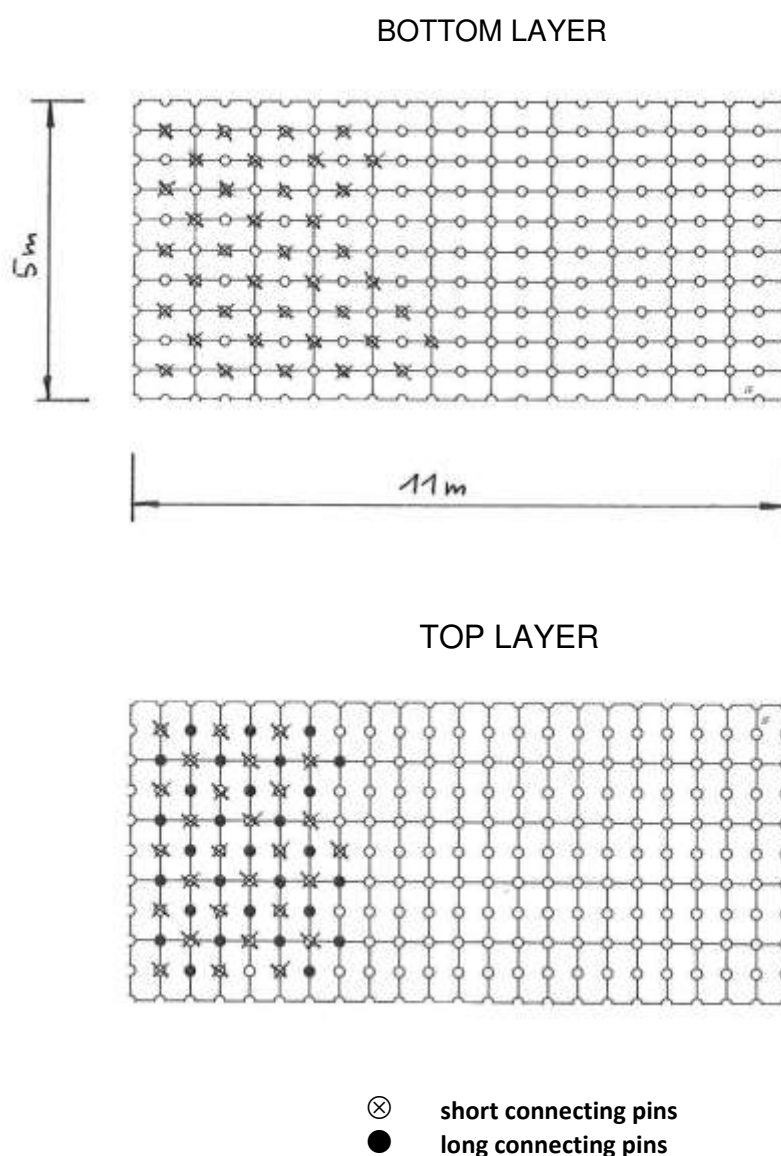 BOTTOM LAYER
5m
11m
TOP LAYER
short connecting pins
long connecting pins